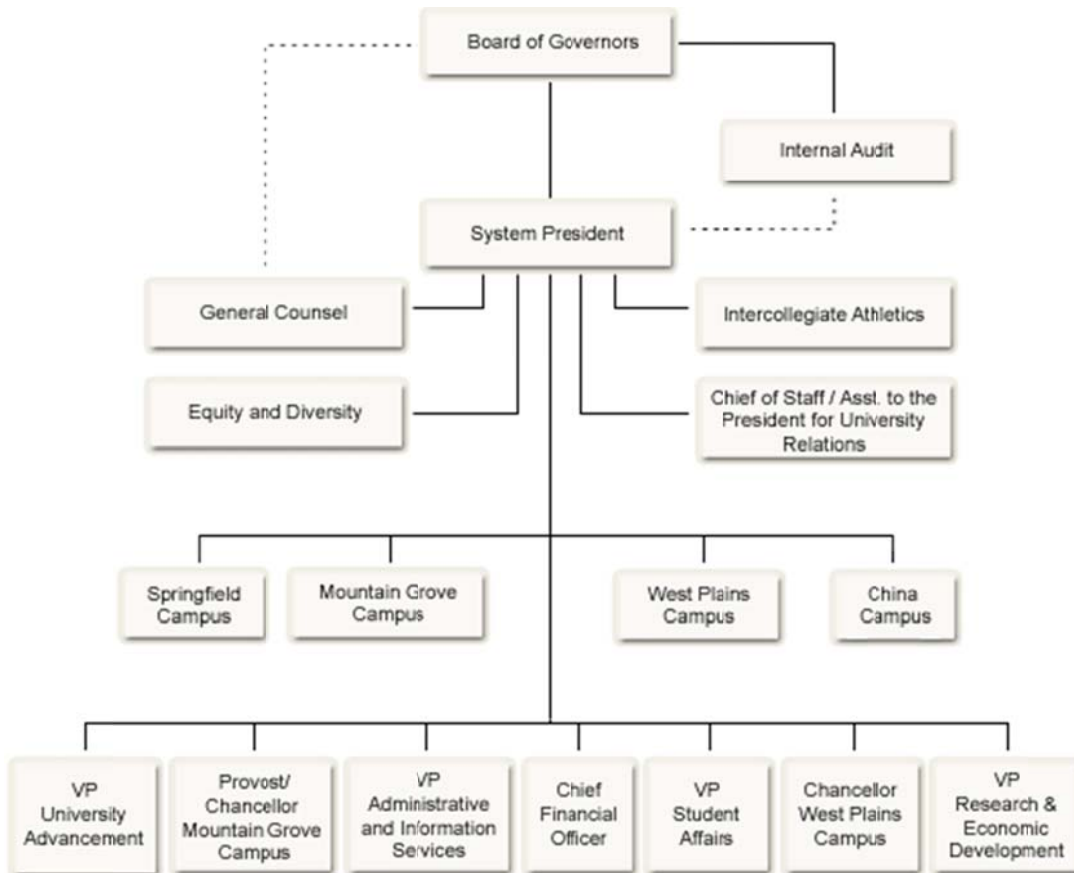 Board of Governors
Internal Audit
System President
General Counsel
Intercollegiate Athletics
Equity and Diversity
Chief of Staff / Asst. to the
President for University
Relations
Springfield
Campus
Mountain Grove
Campus
West Plains
Campus
China
Campus
VP
University
Advancement
Provost/
Chancellor
Mountain Grove
Campus
VP
Administrative
and Information
Services
Chief
Financial
Officer
VP
Student
Affairs
Chancellor
West Plains
Campus
VP
Research &
Economic
Development